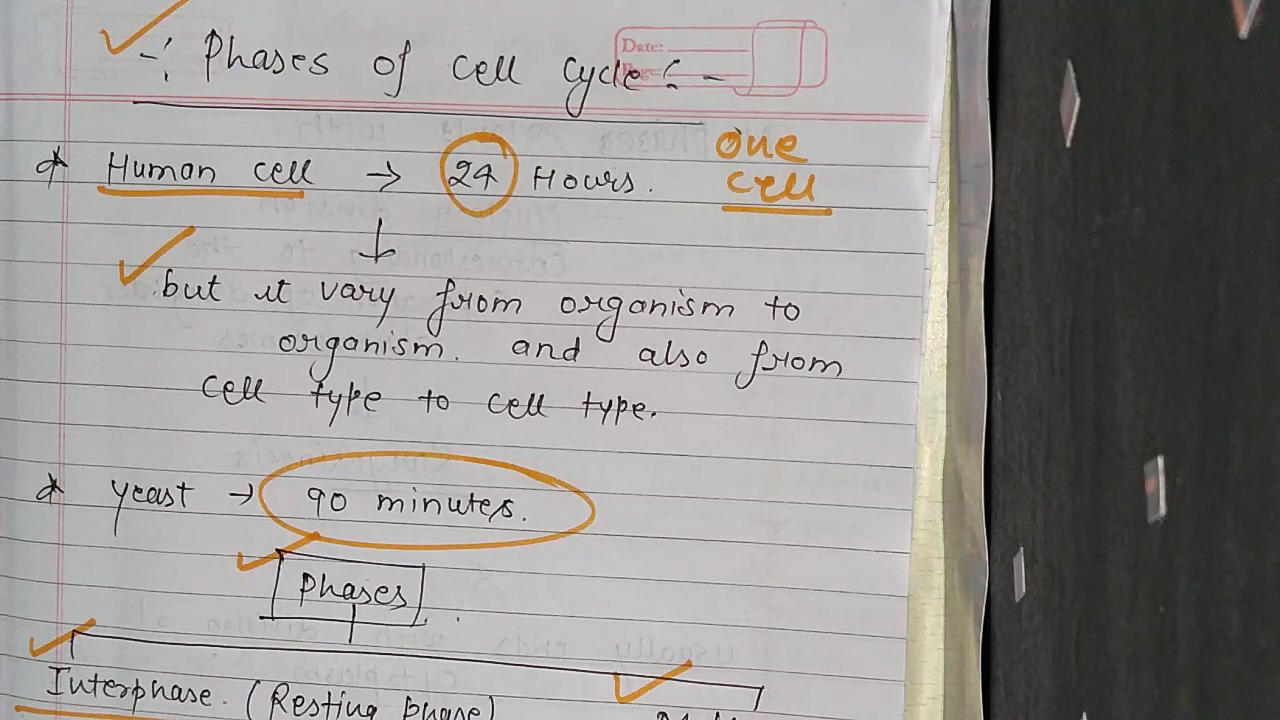 -: Phases of cell cycle: -
Date:
Page:
* Human cell → 24 Hours.
one
cell
but it vary from organism to
organism. and also from
cell type to cell type.
* yeast → 90 minutes.
Phases
Interphase. (Resting phase)